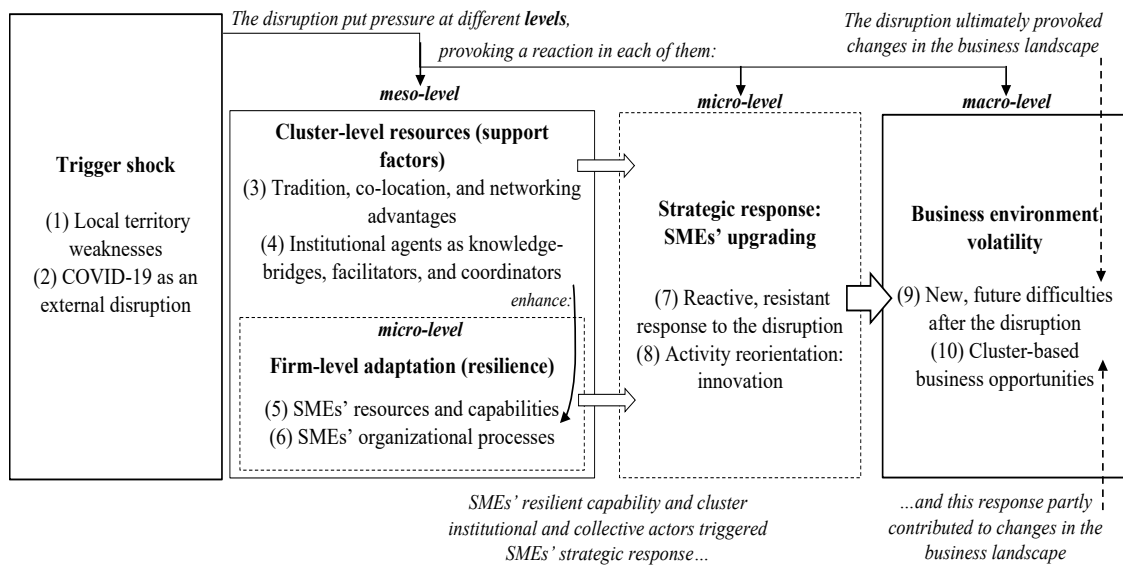 The disruption put pressure at different levels,
provoking a reaction in each of them:
The disruption ultimately provoked
changes in the business landscape
Trigger shock
(1) Local territory
weaknesses
(2) COVID-19 as an
external disruption
meso-level
Cluster-level resources (support
factors)
(3) Tradition, co-location, and networking
advantages
(4) Institutional agents as knowledge-
bridges, facilitators, and coordinators
enhance:
micro-level
Firm-level adaptation (resilience)
(5) SMEs’ resources and capabilities
(6) SMEs’ organizational processes
micro-level
Strategic response:
SMEs’ upgrading
(7) Reactive, resistant
response to the disruption
(8) Activity reorientation:
innovation
macro-level
Business environment
volatility
(9) New, future difficulties
after the disruption
(10) Cluster-based
business opportunities
SMEs’ resilient capability and cluster
institutional and collective actors triggered
SMEs’ strategic response…
...and this response partly
contributed to changes in the
business landscape